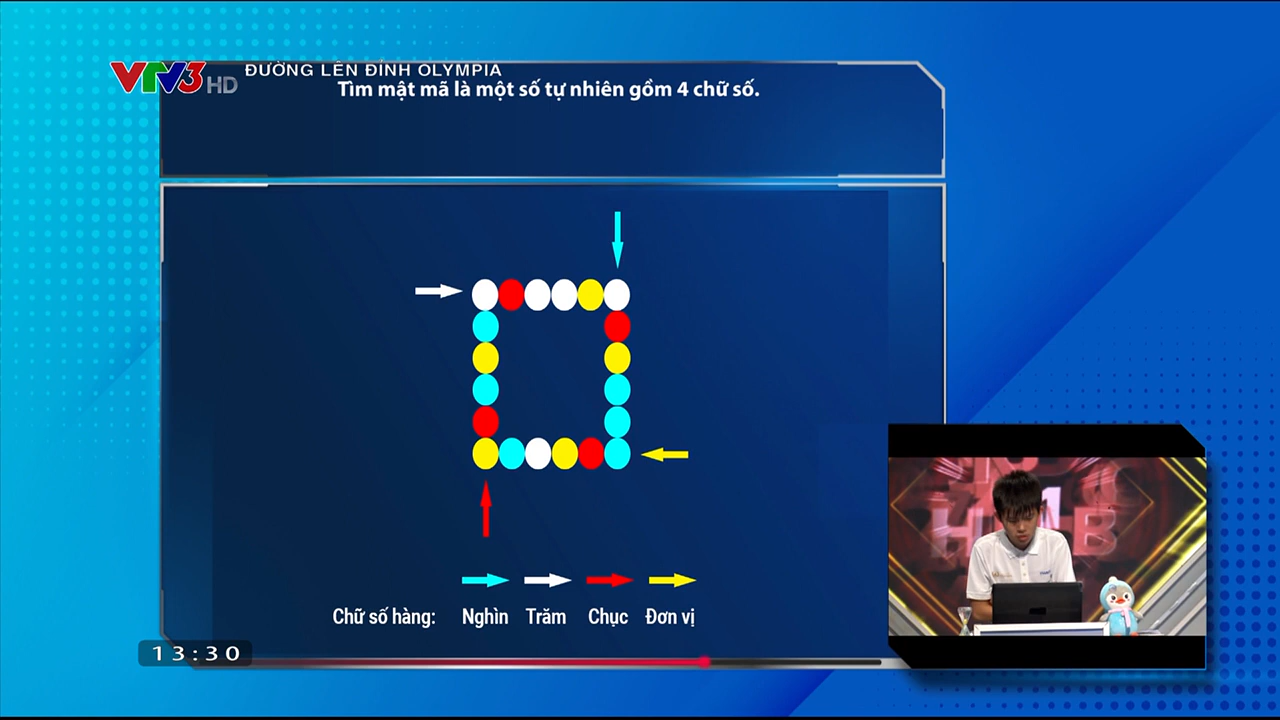 VTV3 HD
ĐƯỜNG LÊN ĐỈNH OLYMPIA
Tìm mật mã là một số tự nhiên gồm 4 chữ số.
Chữ số hàng: Nghìn Trăm Chục Đơn vị
13:30